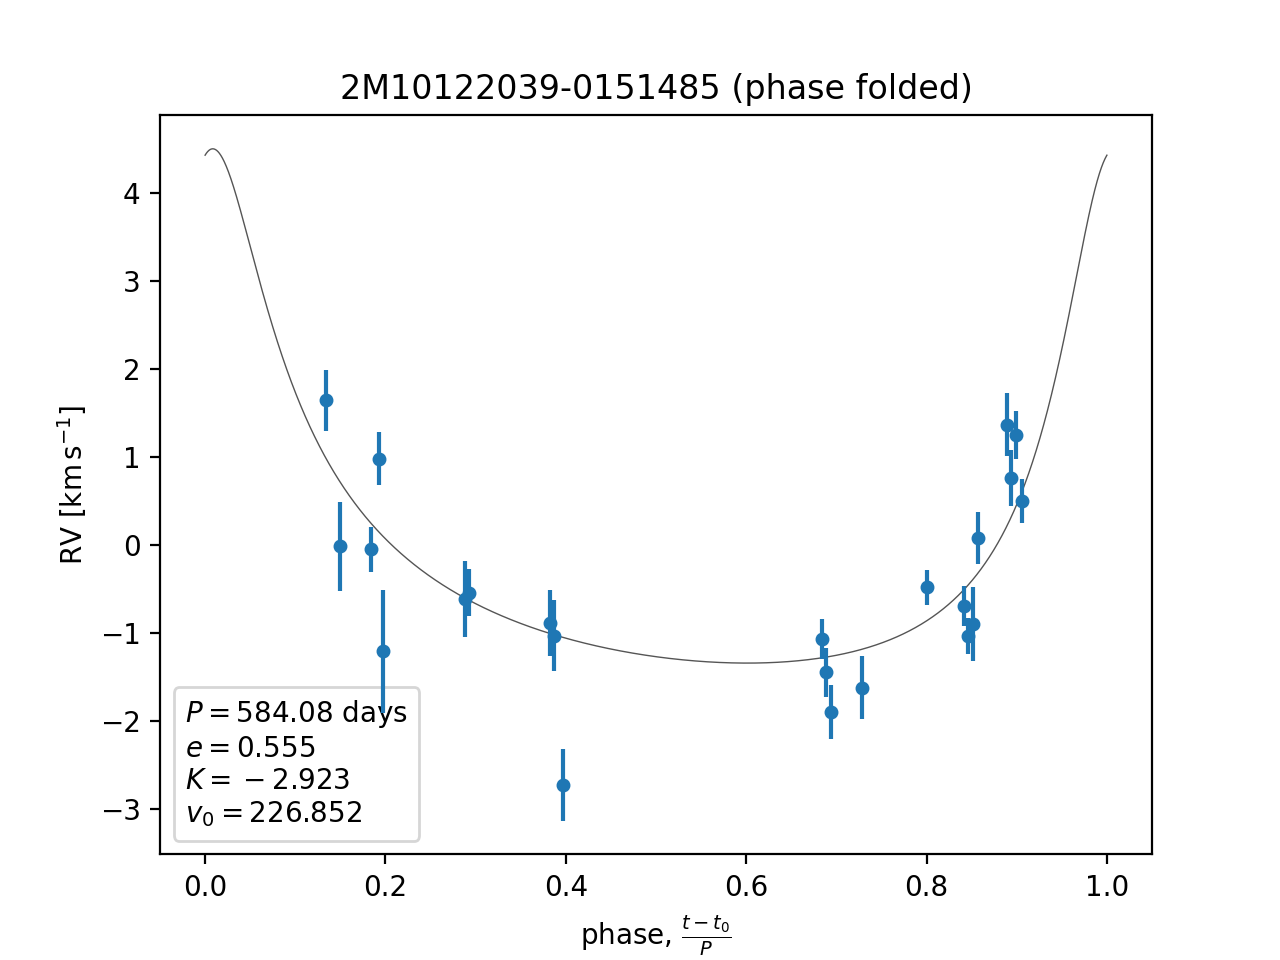 2M10122039-0151485 (phase folded)
RV [km s⁻¹]
4
3
2
1
0
−1
−2
−3
P = 584.08 days
e = 0.555
K = −2.923
v₀ = 226.852
0.0 0.2 0.4 0.6 0.8 1.0
phase, (t − t₀)/P